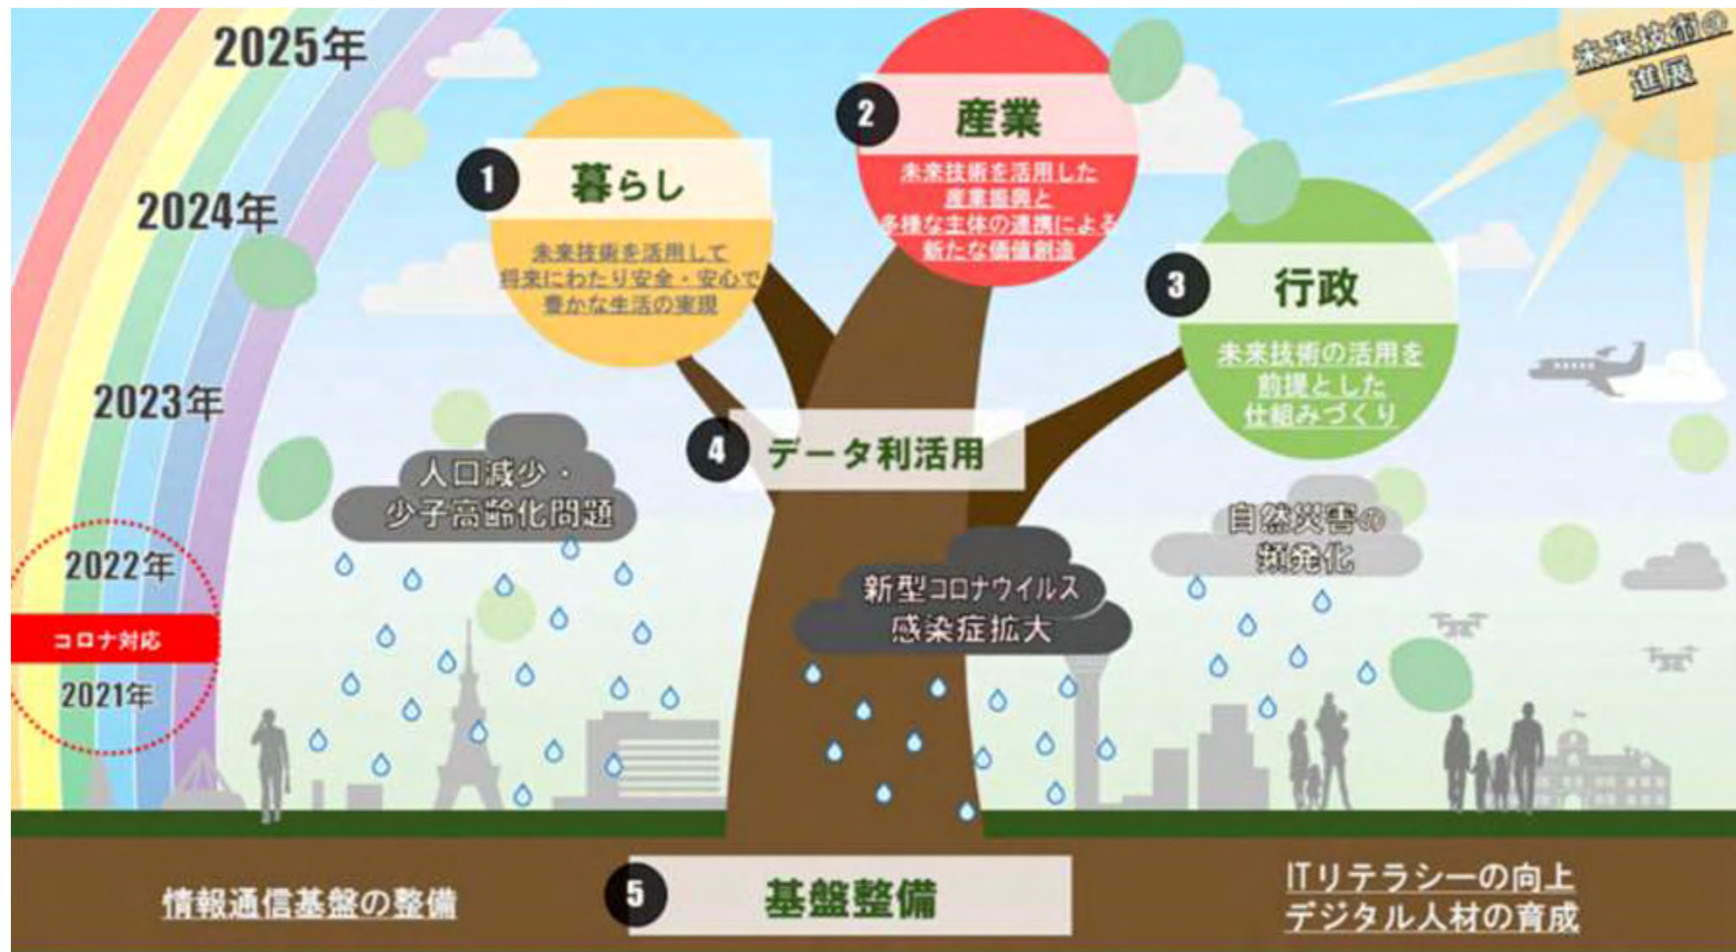 2025年
2024年
2023年
2022年
コロナ対応
2021年
未来技術の
進展
1
暮らし
未来技術を活用して
将来にわたり安全・安心で
豊かな生活の実現
2
産業
未来技術を活用した
産業振興と
多様な主体の連携による
新たな価値創造
3
行政
未来技術の活用を
前提とした
仕組みづくり
4
データ利活用
人口減少・
少子高齢化問題
新型コロナウイルス
感染症拡大
自然災害の
頻発化
情報通信基盤の整備
5
基盤整備
ITリテラシーの向上
デジタル人材の育成